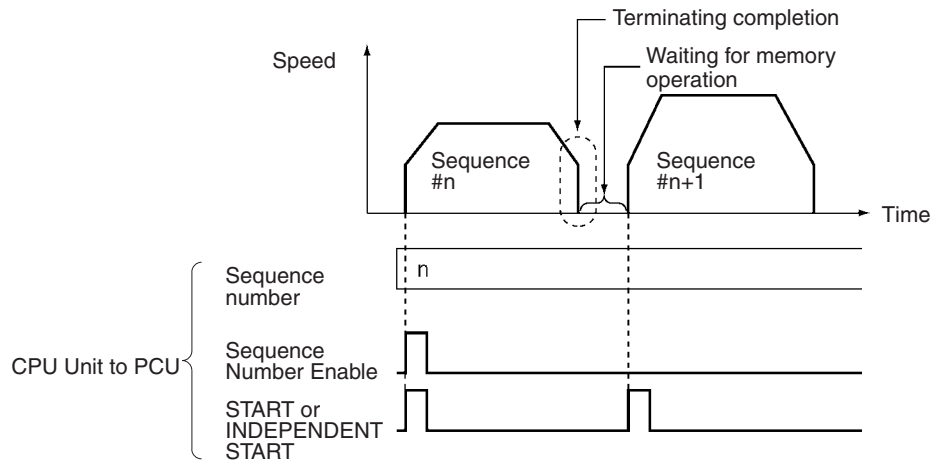 Terminating completion
Waiting for memory
operation
Speed
Sequence
#n
Sequence
#n+1
Time
Sequence
number
n
CPU Unit to PCU
Sequence
Number Enable
START or
INDEPENDENT
START